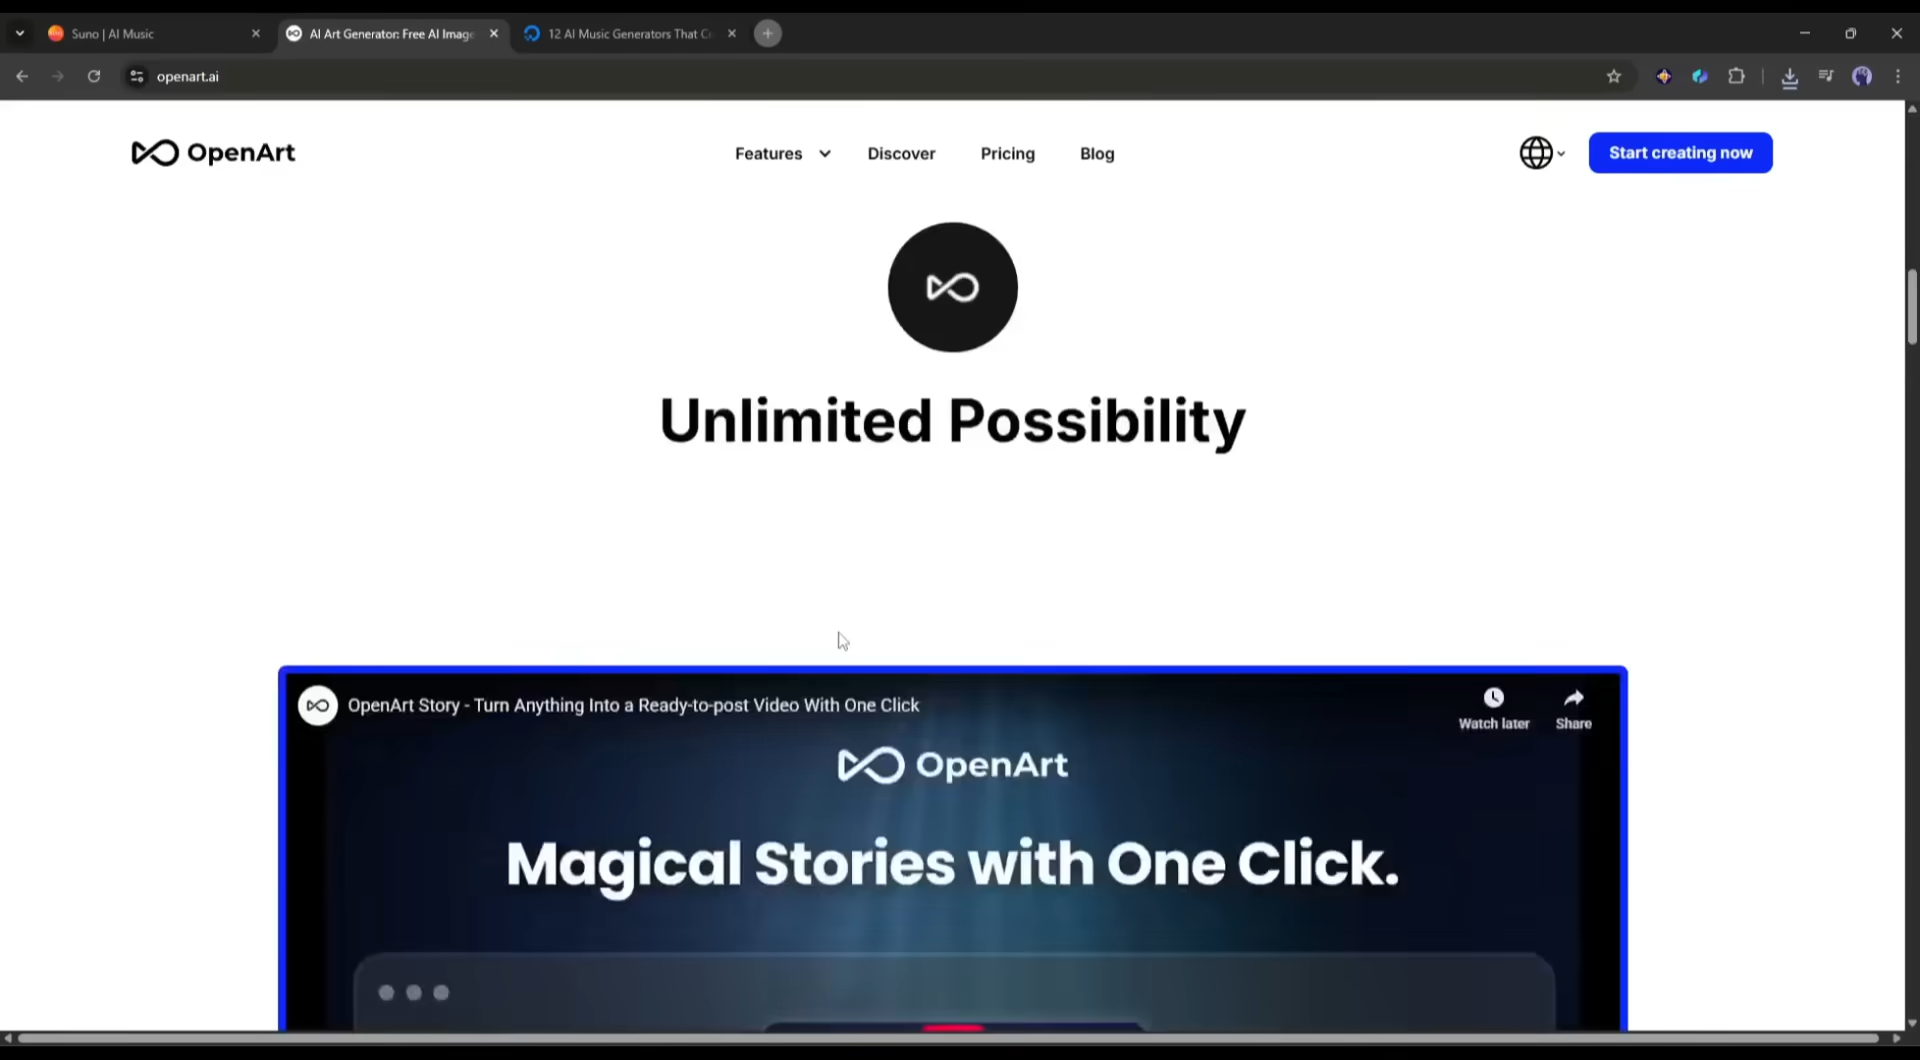 Suno | AI Music
AI Art Generator: Free AI Image
12 AI Music Generators That C
openart.ai
OpenArt
Features
Discover
Pricing
Blog
Start creating now
Unlimited Possibility
OpenArt Story - Turn Anything Into a Ready-to-post Video With One Click
Watch later
Share
OpenArt
Magical Stories with One Click.